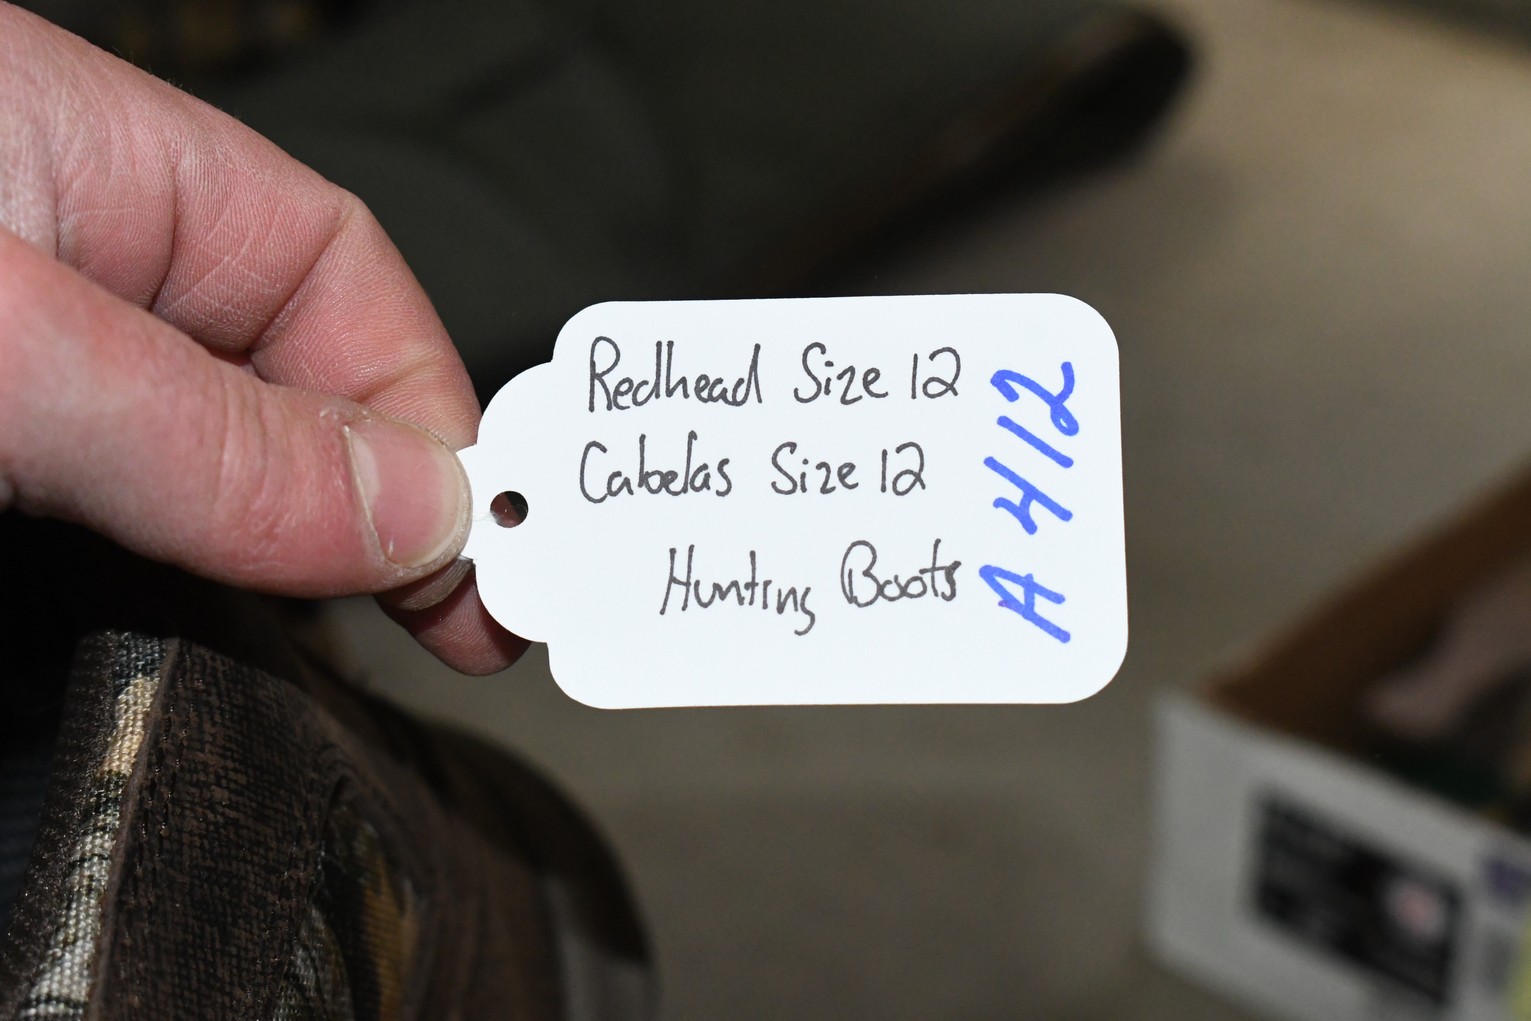 Redhead Size 12
Cabelas Size 12
Hunting Boots
A 412